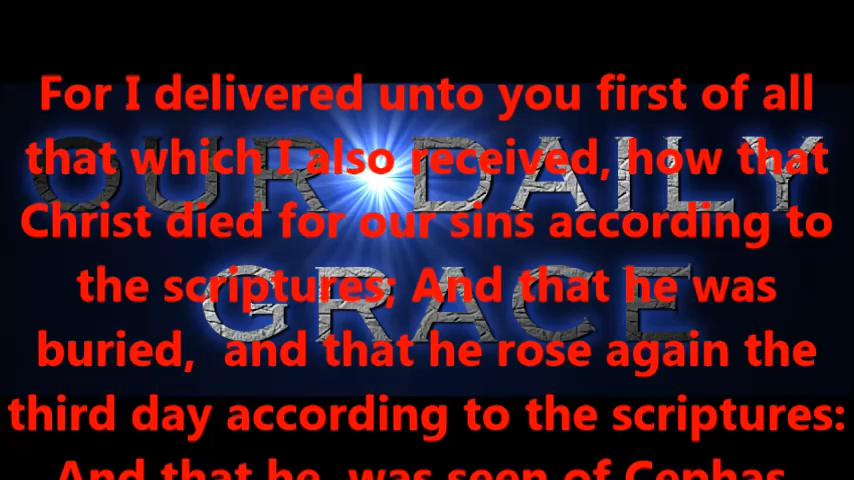 For I delivered unto you first of all
that which I also received, how that
Christ died for our sins according to
the scriptures; And that he was
buried, and that he rose again the
third day according to the scriptures:
And that he was seen of Cephas,
OUR DAILY
GRACE